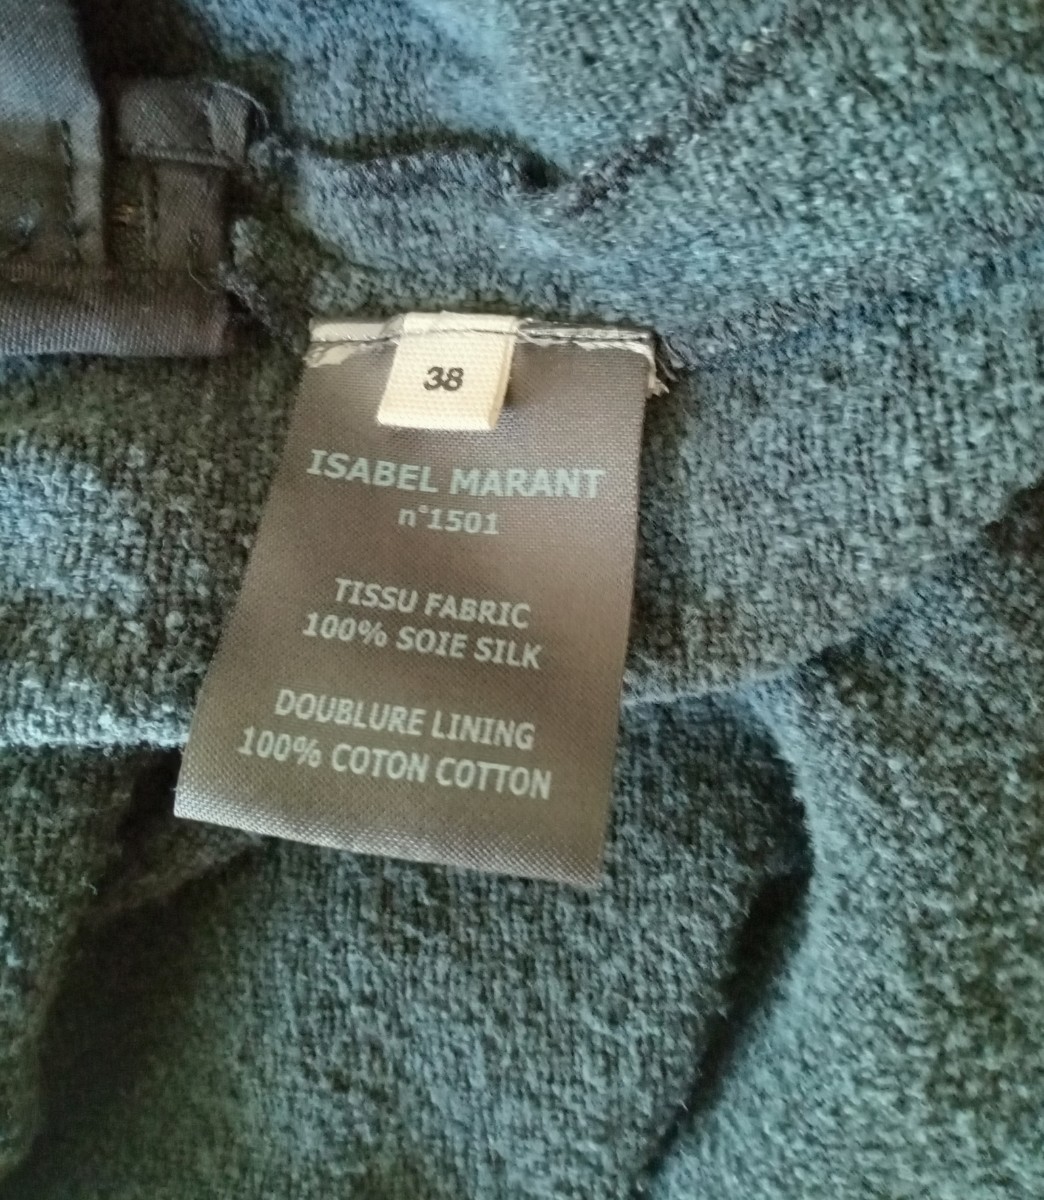 38
ISABEL MARANT
n°1501
TISSU FABRIC
100% SOIE SILK
DOUBLURE LINING
100% COTON COTTON